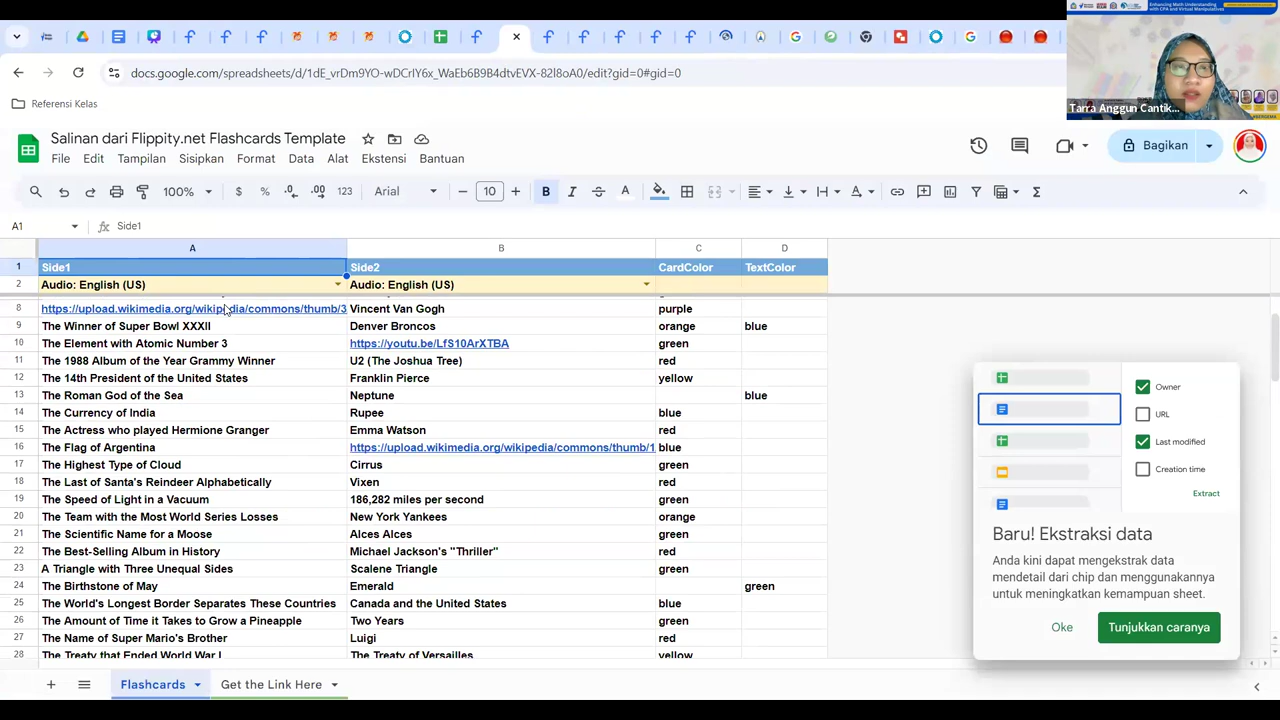 Enhancing Math Understanding
with CPA and Virtual Manipulatives
docs.google.com/spreadsheets/d/1dE_vrDm9YO-wDCrIY6x_WaEb6B9B4dtvEVX-82I8oA0/edit?gid=0#gid=0
Referensi Kelas
Tarra Anggun Cantik...
Salinan dari Flippity.net Flashcards Template
File Edit Tampilan Sisipkan Format Data Alat Ekstensi Bantuan
Bagikan
100% $ % .0 .00 123 Arial 10 B I S A
A1 fx Side1
A B C D
1 Side1 Side2 CardColor TextColor
2 Audio: English (US) Audio: English (US)
8 https://upload.wikimedia.org/wikipedia/commons/thumb/3 Vincent Van Gogh purple
9 The Winner of Super Bowl XXXII Denver Broncos orange blue
10 The Element with Atomic Number 3 https://youtu.be/LfS10ArXTBA green
11 The 1988 Album of the Year Grammy Winner U2 (The Joshua Tree) red
12 The 14th President of the United States Franklin Pierce yellow
13 The Roman God of the Sea Neptune blue
14 The Currency of India Rupee blue
15 The Actress who played Hermione Granger Emma Watson red
16 The Flag of Argentina https://upload.wikimedia.org/wikipedia/commons/thumb/1 blue
17 The Highest Type of Cloud Cirrus green
18 The Last of Santa's Reindeer Alphabetically Vixen red
19 The Speed of Light in a Vacuum 186,282 miles per second green
20 The Team with the Most World Series Losses New York Yankees orange
21 The Scientific Name for a Moose Alces Alces green
22 The Best-Selling Album in History Michael Jackson's "Thriller" red
23 A Triangle with Three Unequal Sides Scalene Triangle green
24 The Birthstone of May Emerald green
25 The World's Longest Border Separates These Countries Canada and the United States blue
26 The Amount of Time it Takes to Grow a Pineapple Two Years green
27 The Name of Super Mario's Brother Luigi red
28 The Treaty that Ended World War I The Treaty of Versailles yellow
Owner
URL
Last modified
Creation time
Extract
Baru! Ekstraksi data
Anda kini dapat mengekstrak data
mendetail dari chip dan menggunakannya
untuk meningkatkan kemampuan sheet.
Oke Tunjukkan caranya
Flashcards Get the Link Here